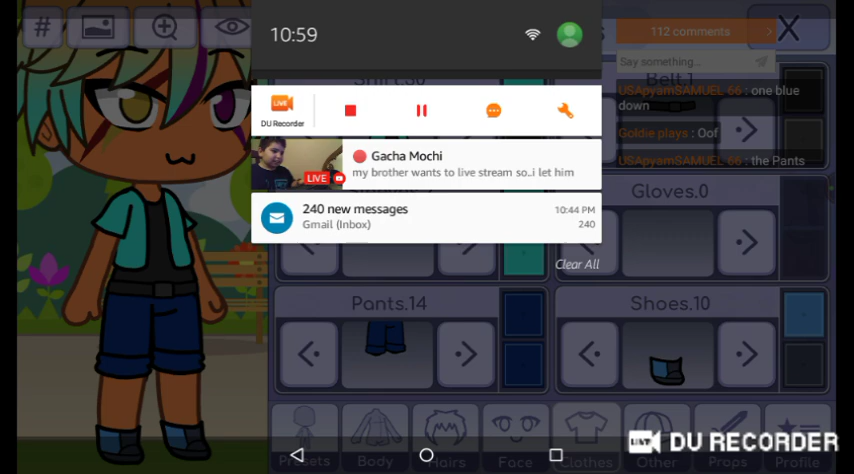 #
10:59
112 comments >
X
Say something...
Belt.1
LIVE
DU Recorder
USApyamSAMUEL 66 : one blue
down
Goldie plays : Oof
USApyamSAMUEL 66 : the Pants
Gacha Mochi
my brother wants to live stream so..i let him
LIVE
Gloves.0
240 new messages
10:44 PM
Gmail (Inbox)
240
Clear All
Pants.14
Shoes.10
Presets
Body
Hairs
Face
Clothes
Other
Props
Profile
LIVE DU RECORDER